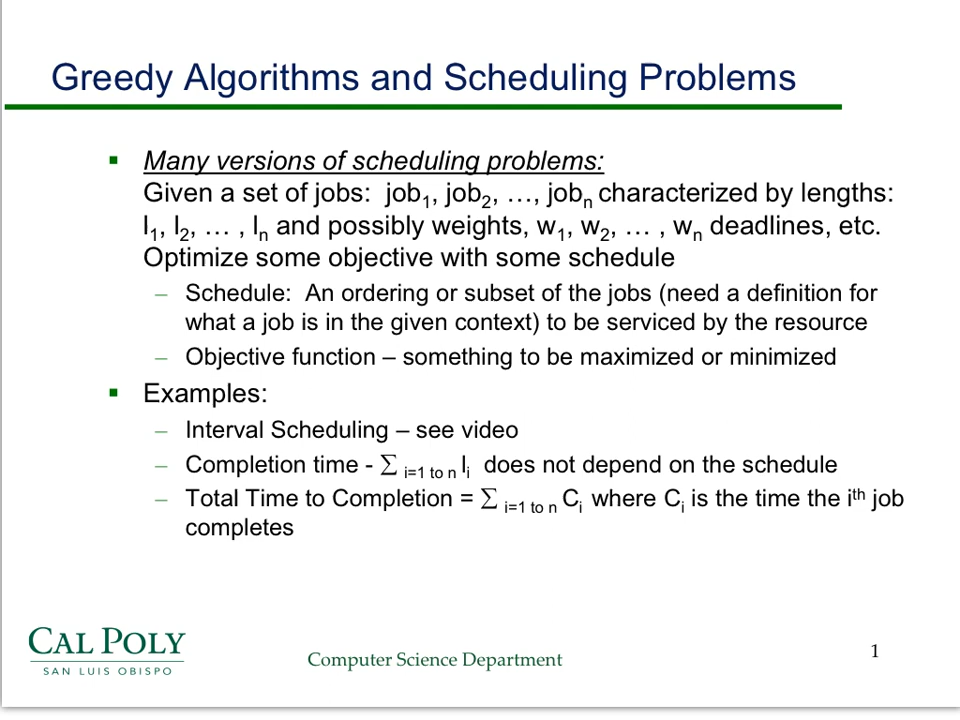 Greedy Algorithms and Scheduling Problems
▪ Many versions of scheduling problems:
Given a set of jobs: job₁, job₂, …, jobₙ characterized by lengths:
l₁, l₂, … , lₙ and possibly weights, w₁, w₂, … , wₙ deadlines, etc.
Optimize some objective with some schedule
– Schedule: An ordering or subset of the jobs (need a definition for
what a job is in the given context) to be serviced by the resource
– Objective function – something to be maximized or minimized
▪ Examples:
– Interval Scheduling – see video
– Completion time - ∑ i=1 to n lᵢ does not depend on the schedule
– Total Time to Completion = ∑ i=1 to n Cᵢ where Cᵢ is the time the iᵗʰ job
completes
CAL POLY
SAN LUIS OBISPO
Computer Science Department
1